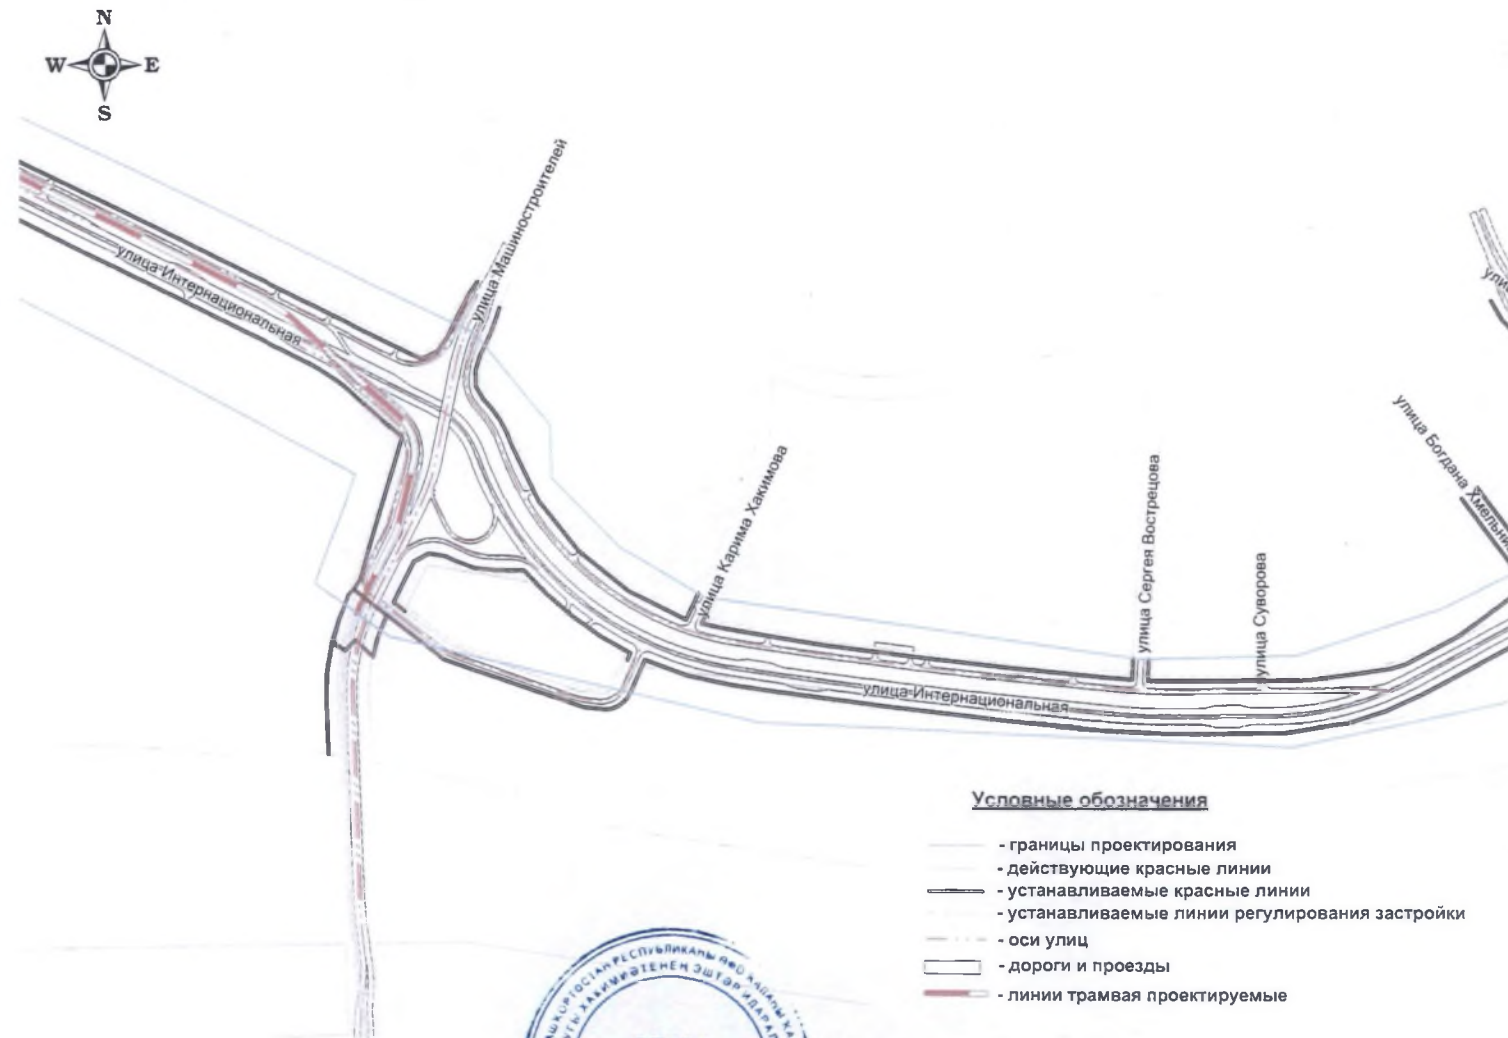 N
W E
S
улица Машиностроителей
улица Интернациональная
улица Карима Хакимова
улица Сергея Вострецова
улица Суворова
улица Богдана
улица Интернациональная
Условные обозначения
- границы проектирования
- действующие красные линии
- устанавливаемые красные линии
- устанавливаемые линии регулирования застройки
- оси улиц
- дороги и проезды
- линии трамвая проектируемые